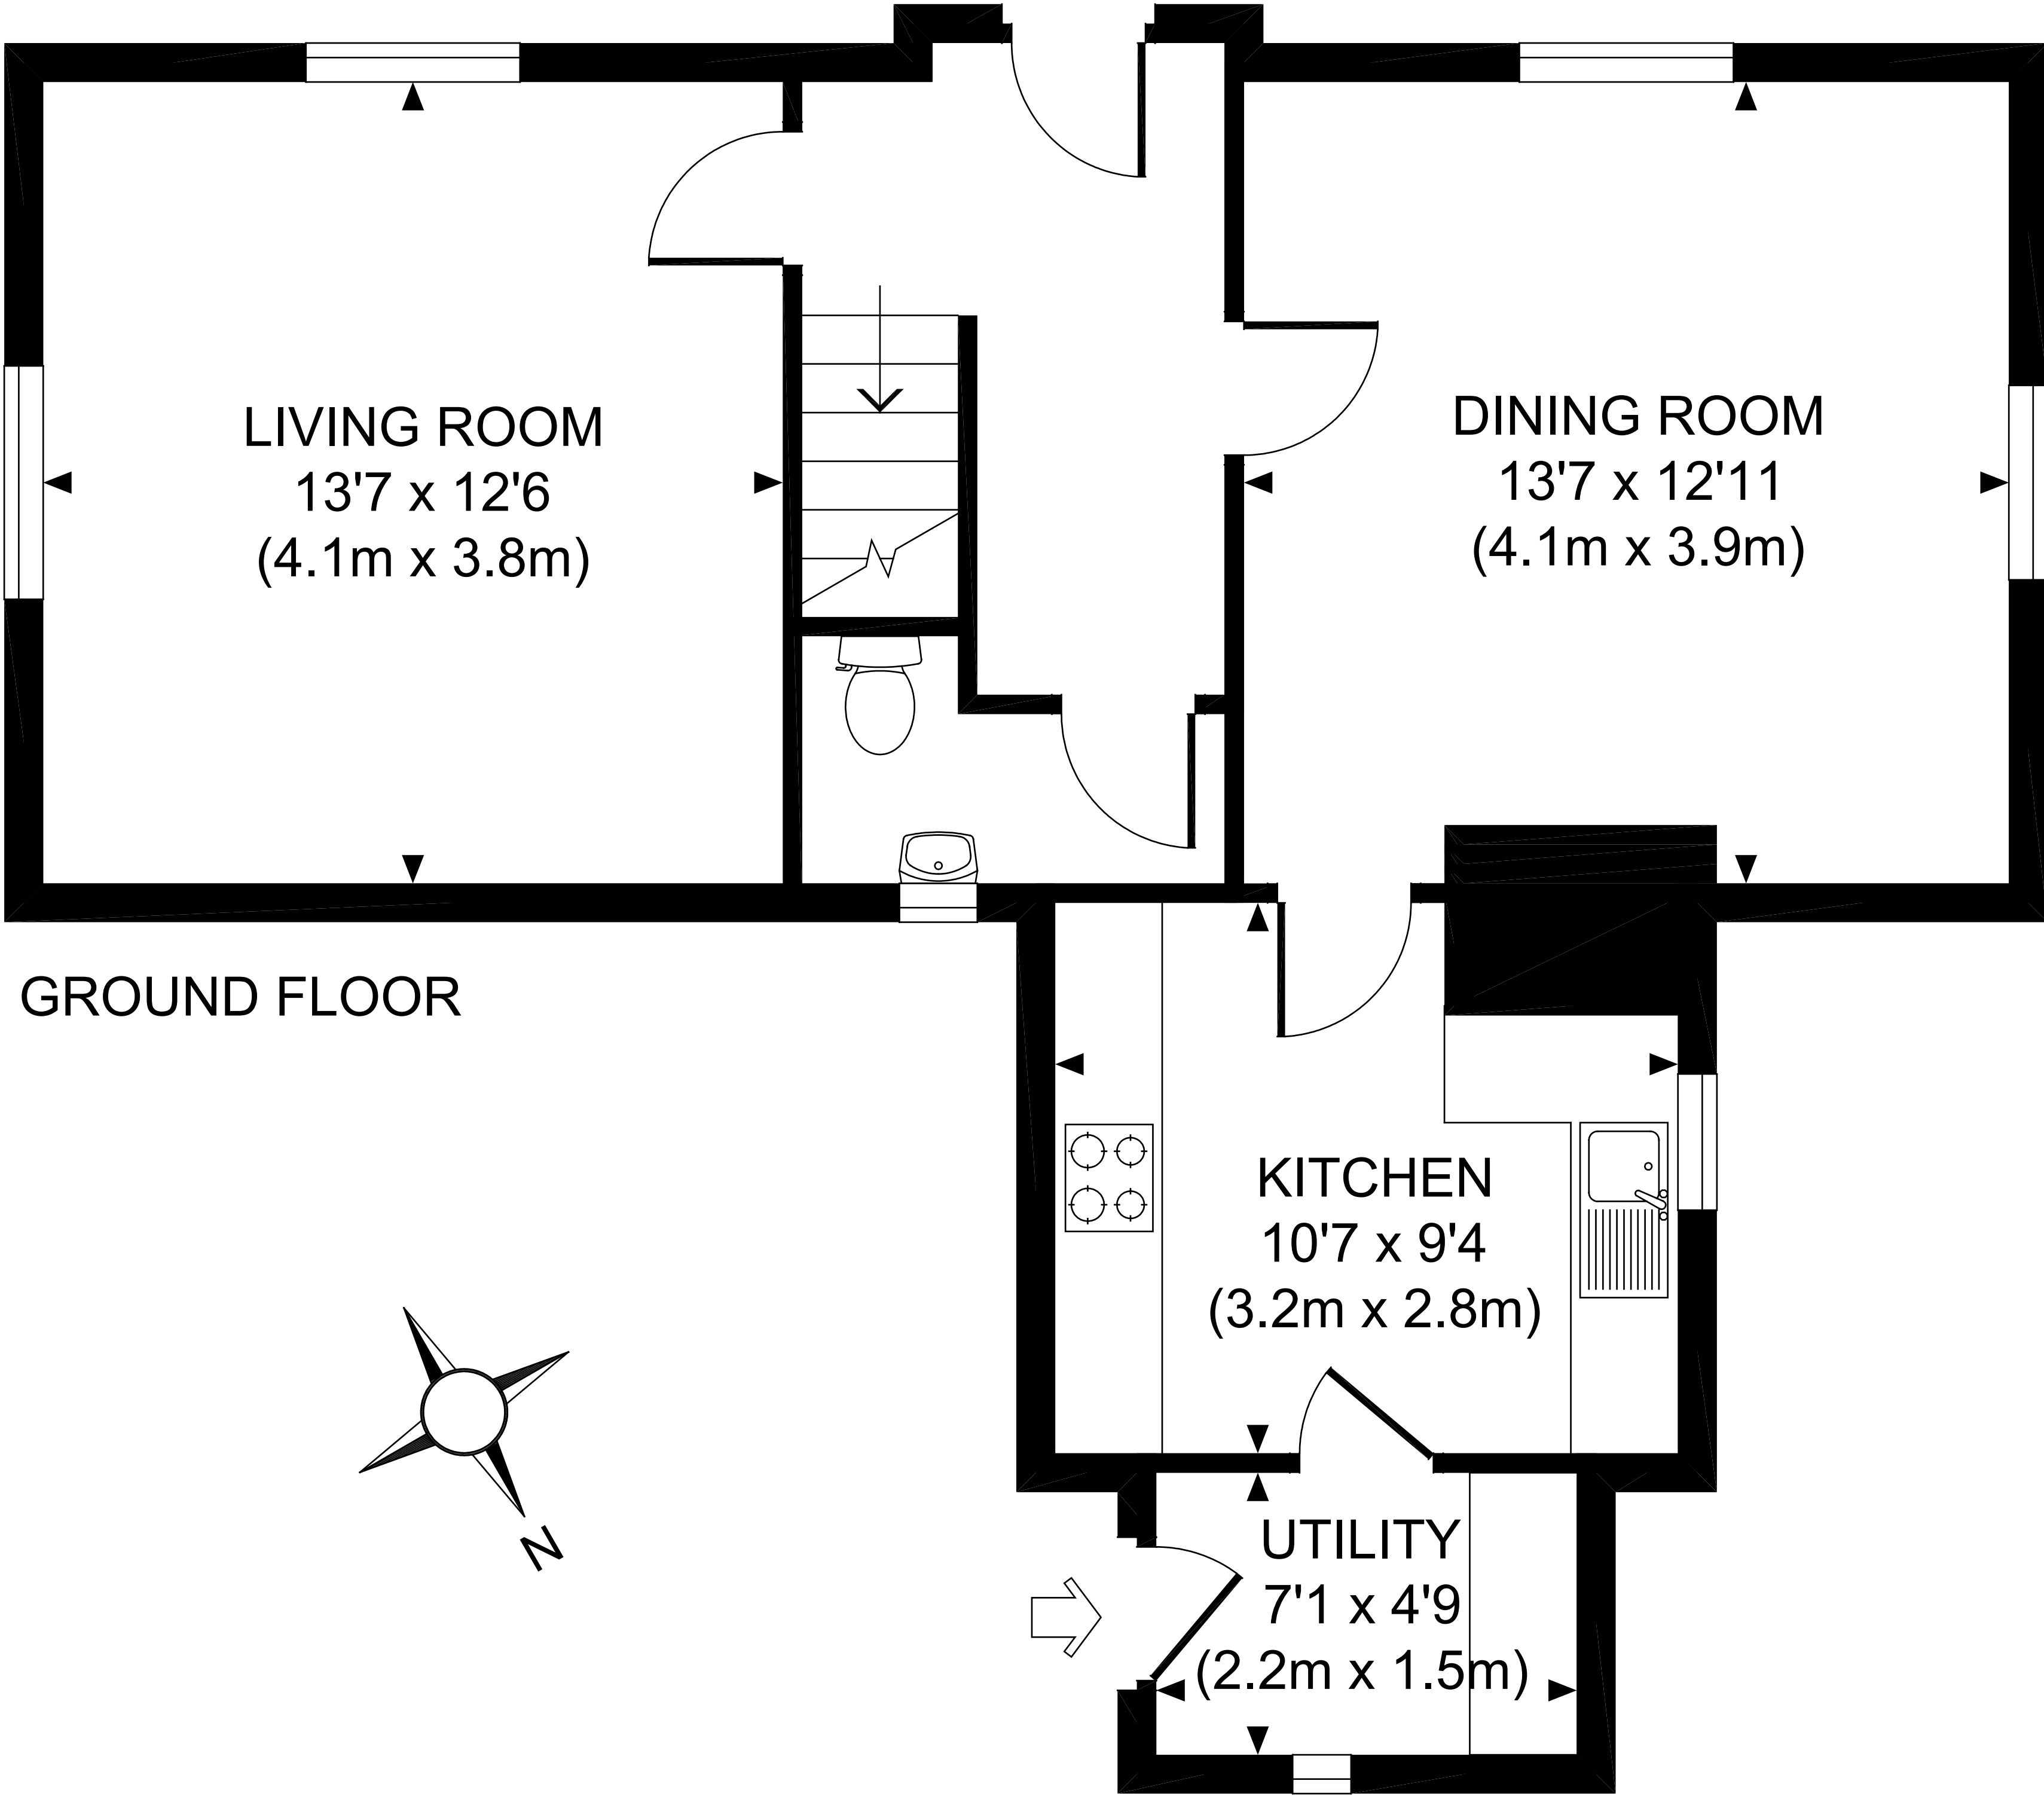 LIVING ROOM
13'7 x 12'6
(4.1m x 3.8m)
DINING ROOM
13'7 x 12'11
(4.1m x 3.9m)
GROUND FLOOR
KITCHEN
10'7 x 9'4
(3.2m x 2.8m)
N
UTILITY
7'1 x 4'9
(2.2m x 1.5m)